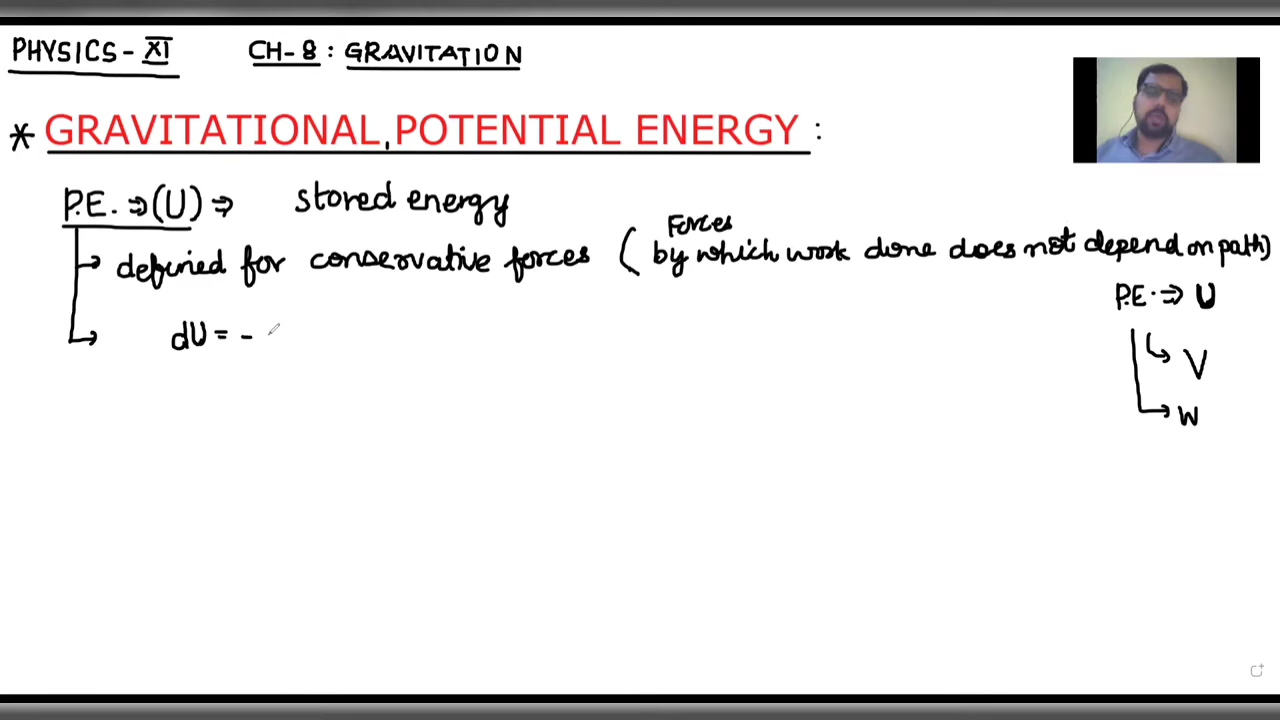 PHYSICS - XI CH- 8 : GRAVITATION
* GRAVITATIONAL POTENTIAL ENERGY :
P.E. ⇒ (U) ⇒ stored energy
→ defined for conservative forces ( Forces by which work done does not depend on path)
P.E. ⇒ U
→ dU = -
→ V
→ W